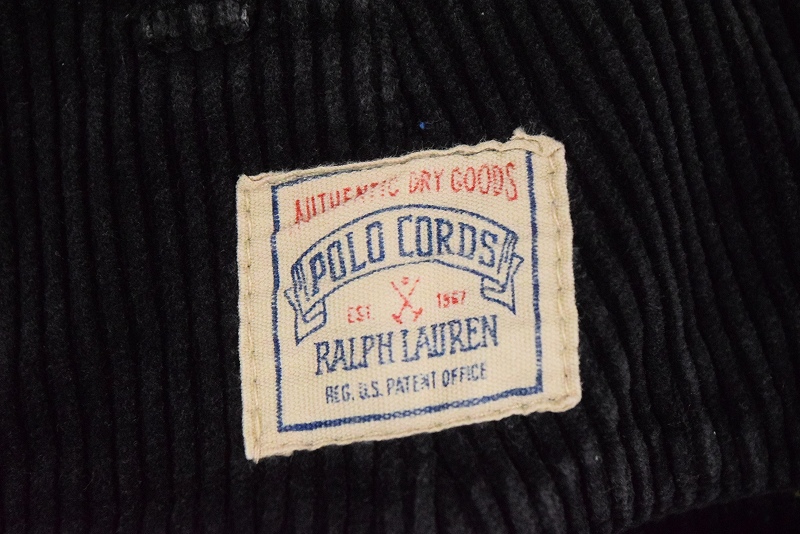 AUTHENTIC DRY GOODS
POLO CORDS
EST. 1967
RALPH LAUREN
REG. U.S. PATENT OFFICE